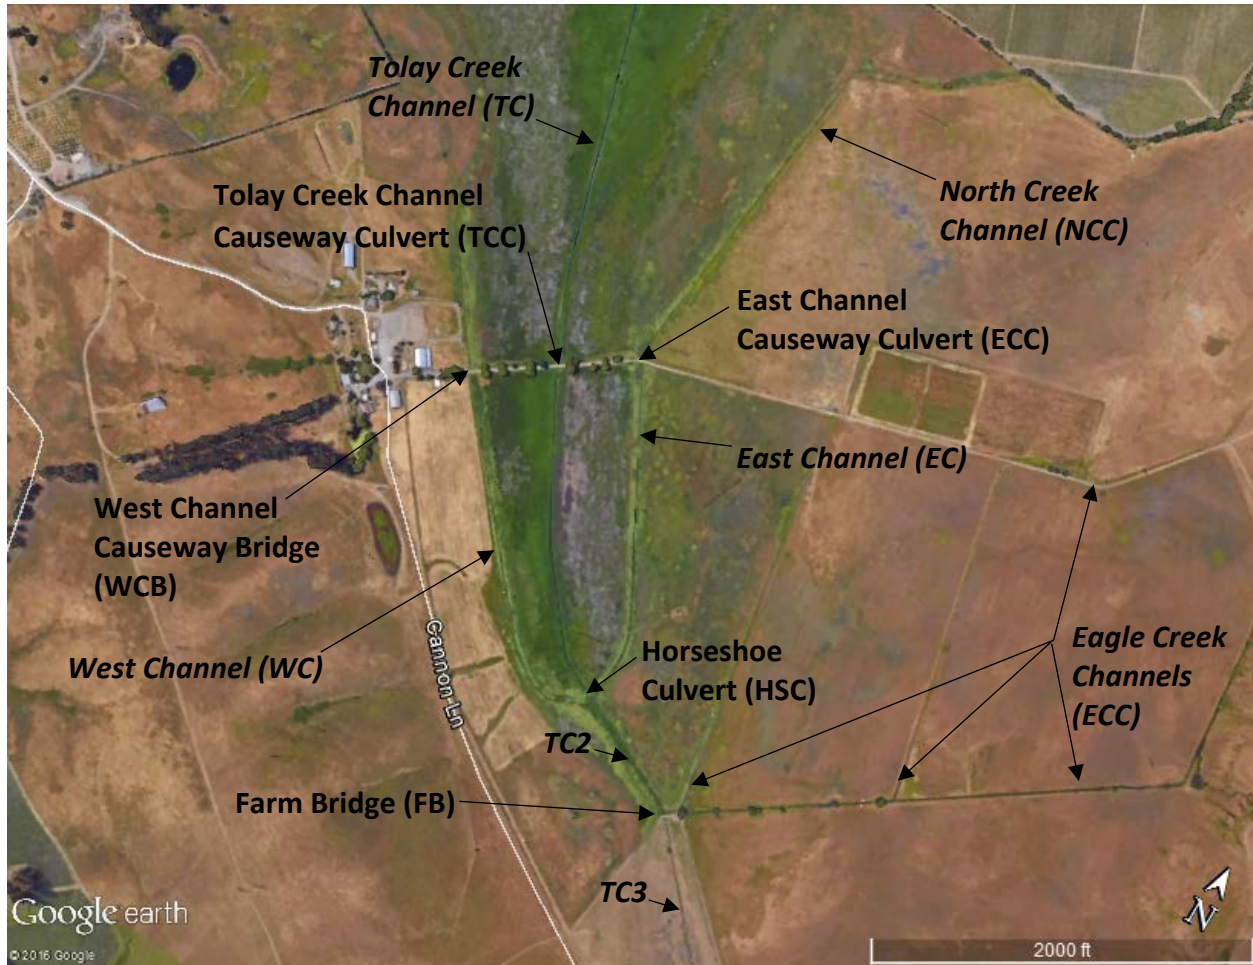 Tolay Creek
Channel (TC)
North Creek
Channel (NCC)
Tolay Creek Channel
Causeway Culvert (TCC)
East Channel
Causeway Culvert (ECC)
East Channel (EC)
West Channel
Causeway Bridge
(WCB)
West Channel (WC)
Cannon Ln
Horseshoe
Culvert (HSC)
Eagle Creek
Channels
(ECC)
TC2
Farm Bridge (FB)
TC3
N
Google earth
© 2016 Google
2000 ft